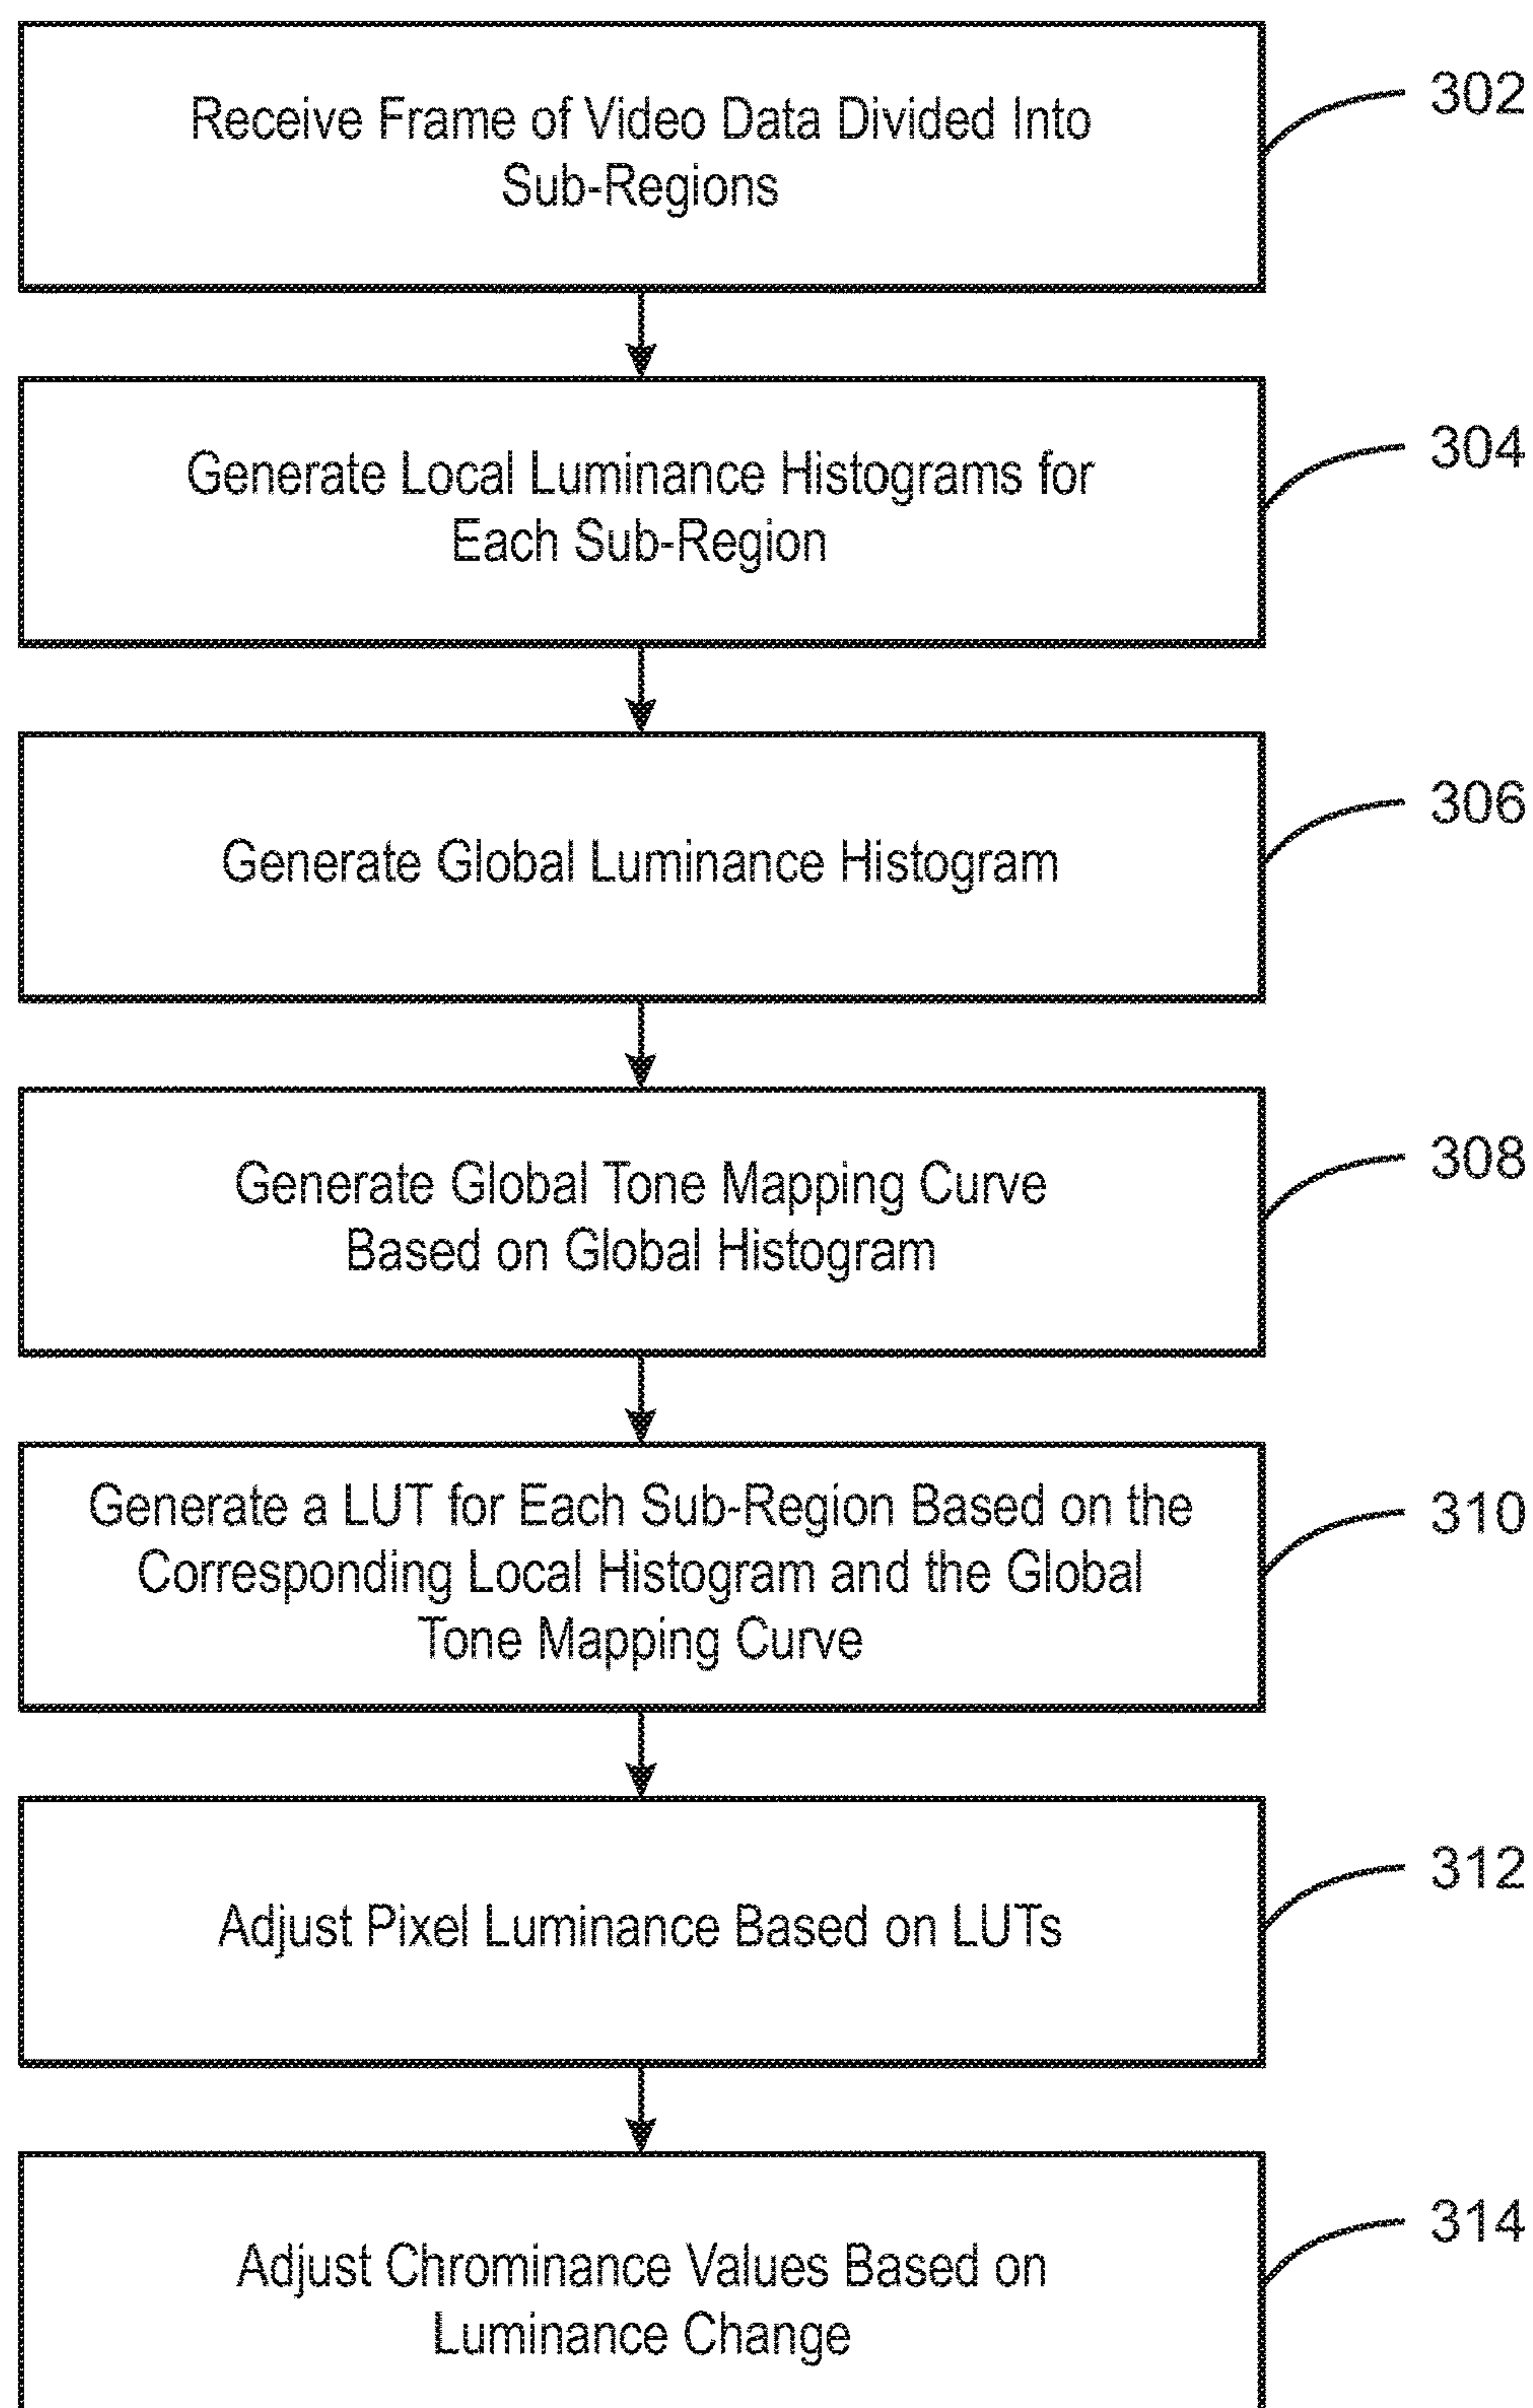 Receive Frame of Video Data Divided Into
Sub-Regions
302
Generate Local Luminance Histograms for
Each Sub-Region
304
Generate Global Luminance Histogram
306
Generate Global Tone Mapping Curve
Based on Global Histogram
308
Generate a LUT for Each Sub-Region Based on the
Corresponding Local Histogram and the Global
Tone Mapping Curve
310
Adjust Pixel Luminance Based on LUTs
312
Adjust Chrominance Values Based on
Luminance Change
314